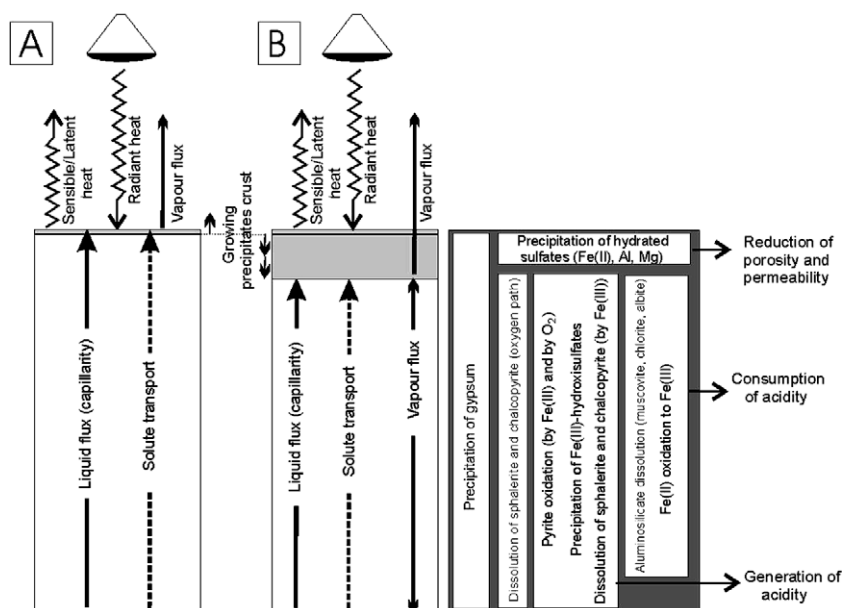 A
B
Sensible/Latent
heat
Radiant heat
Vapour flux
Growing
precipitates crust
Sensible/Latent
heat
Radiant heat
Vapour flux
Liquid flux (capillarity)
Solute transport
Liquid flux (capillarity)
Solute transport
Vapour flux
Precipitation of gypsum
Precipitation of hydrated
sulfates (Fe(II), Al, Mg)
Dissolution of sphalerite and chalcopyrite (oxygen path)
Pyrite oxidation (by Fe(III) and by O2)
Precipitation of Fe(III)-hydroxisulfates
Dissolution of sphalerite and chalcopyrite (by Fe(III))
Aluminosilicate dissolution (muscovite, chlorite, albite)
Fe(II) oxidation to Fe(III)
Reduction of
porosity and
permeability
Consumption
of acidity
Generation of
acidity